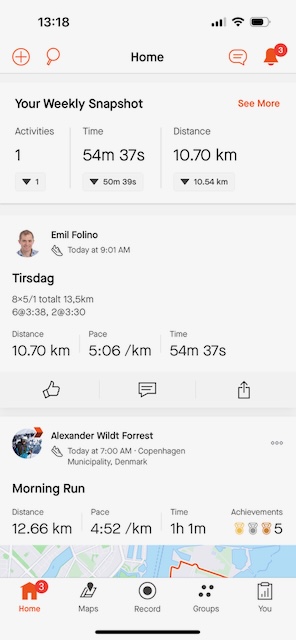 13:18
Home
3
Your Weekly Snapshot
See More
Activities
Time
Distance
1
54m 37s
10.70 km
▼ 1
▼ 50m 39s
▼ 10.54 km
Emil Folino
Today at 9:01 AM
Tirsdag
8x5/1 totalt 13,5km
6@3:38, 2@3:30
Distance
Pace
Time
10.70 km
5:06 /km
54m 37s
Alexander Wildt Forrest
Today at 7:00 AM · Copenhagen
Municipality, Denmark
Morning Run
Distance
Pace
Time
Achievements
12.66 km
4:52 /km
1h 1m
5
3
Home
Maps
Record
Groups
You